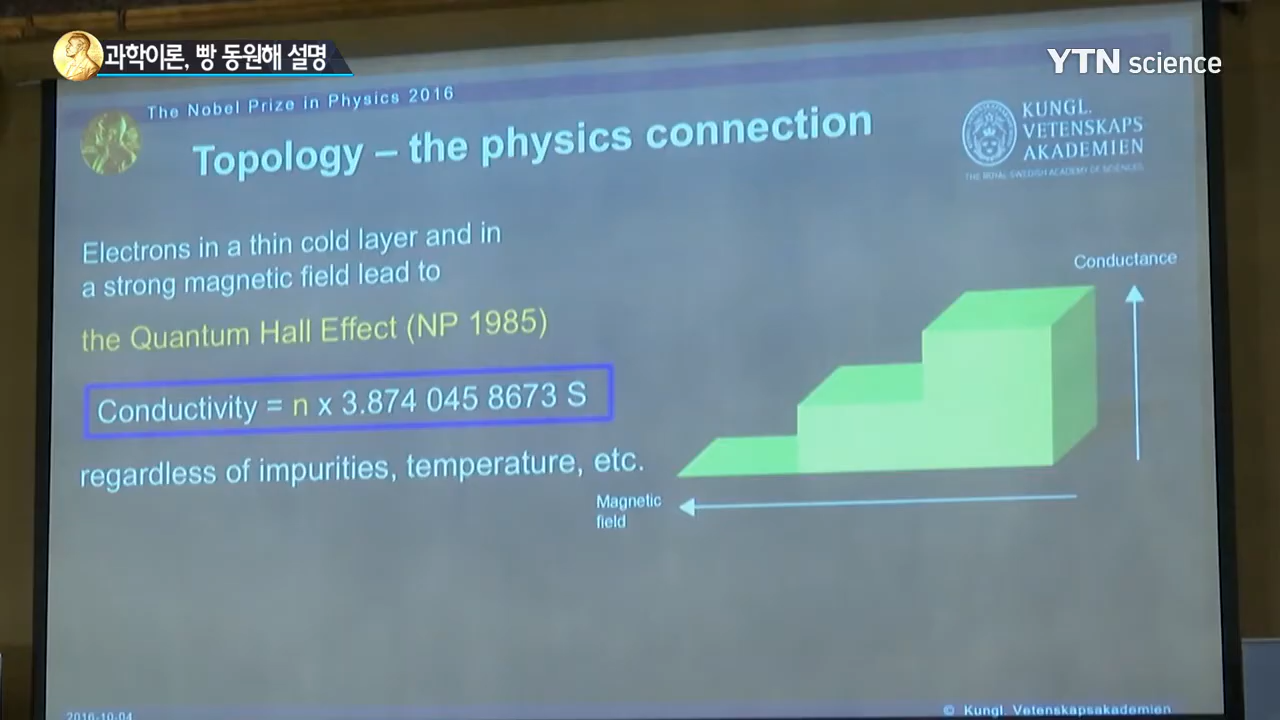 과학이론, 빵 동원해 설명
YTN science
The Nobel Prize in Physics 2016
Topology – the physics connection
KUNGL.
VETENSKAPS
AKADEMIEN
THE ROYAL SWEDISH ACADEMY OF SCIENCES
Electrons in a thin cold layer and in
a strong magnetic field lead to
the Quantum Hall Effect (NP 1985)
Conductivity = n x 3.874 045 8673 S
regardless of impurities, temperature, etc.
Conductance
Magnetic
field
2016-10-04
© Kungl. Vetenskapsakademien